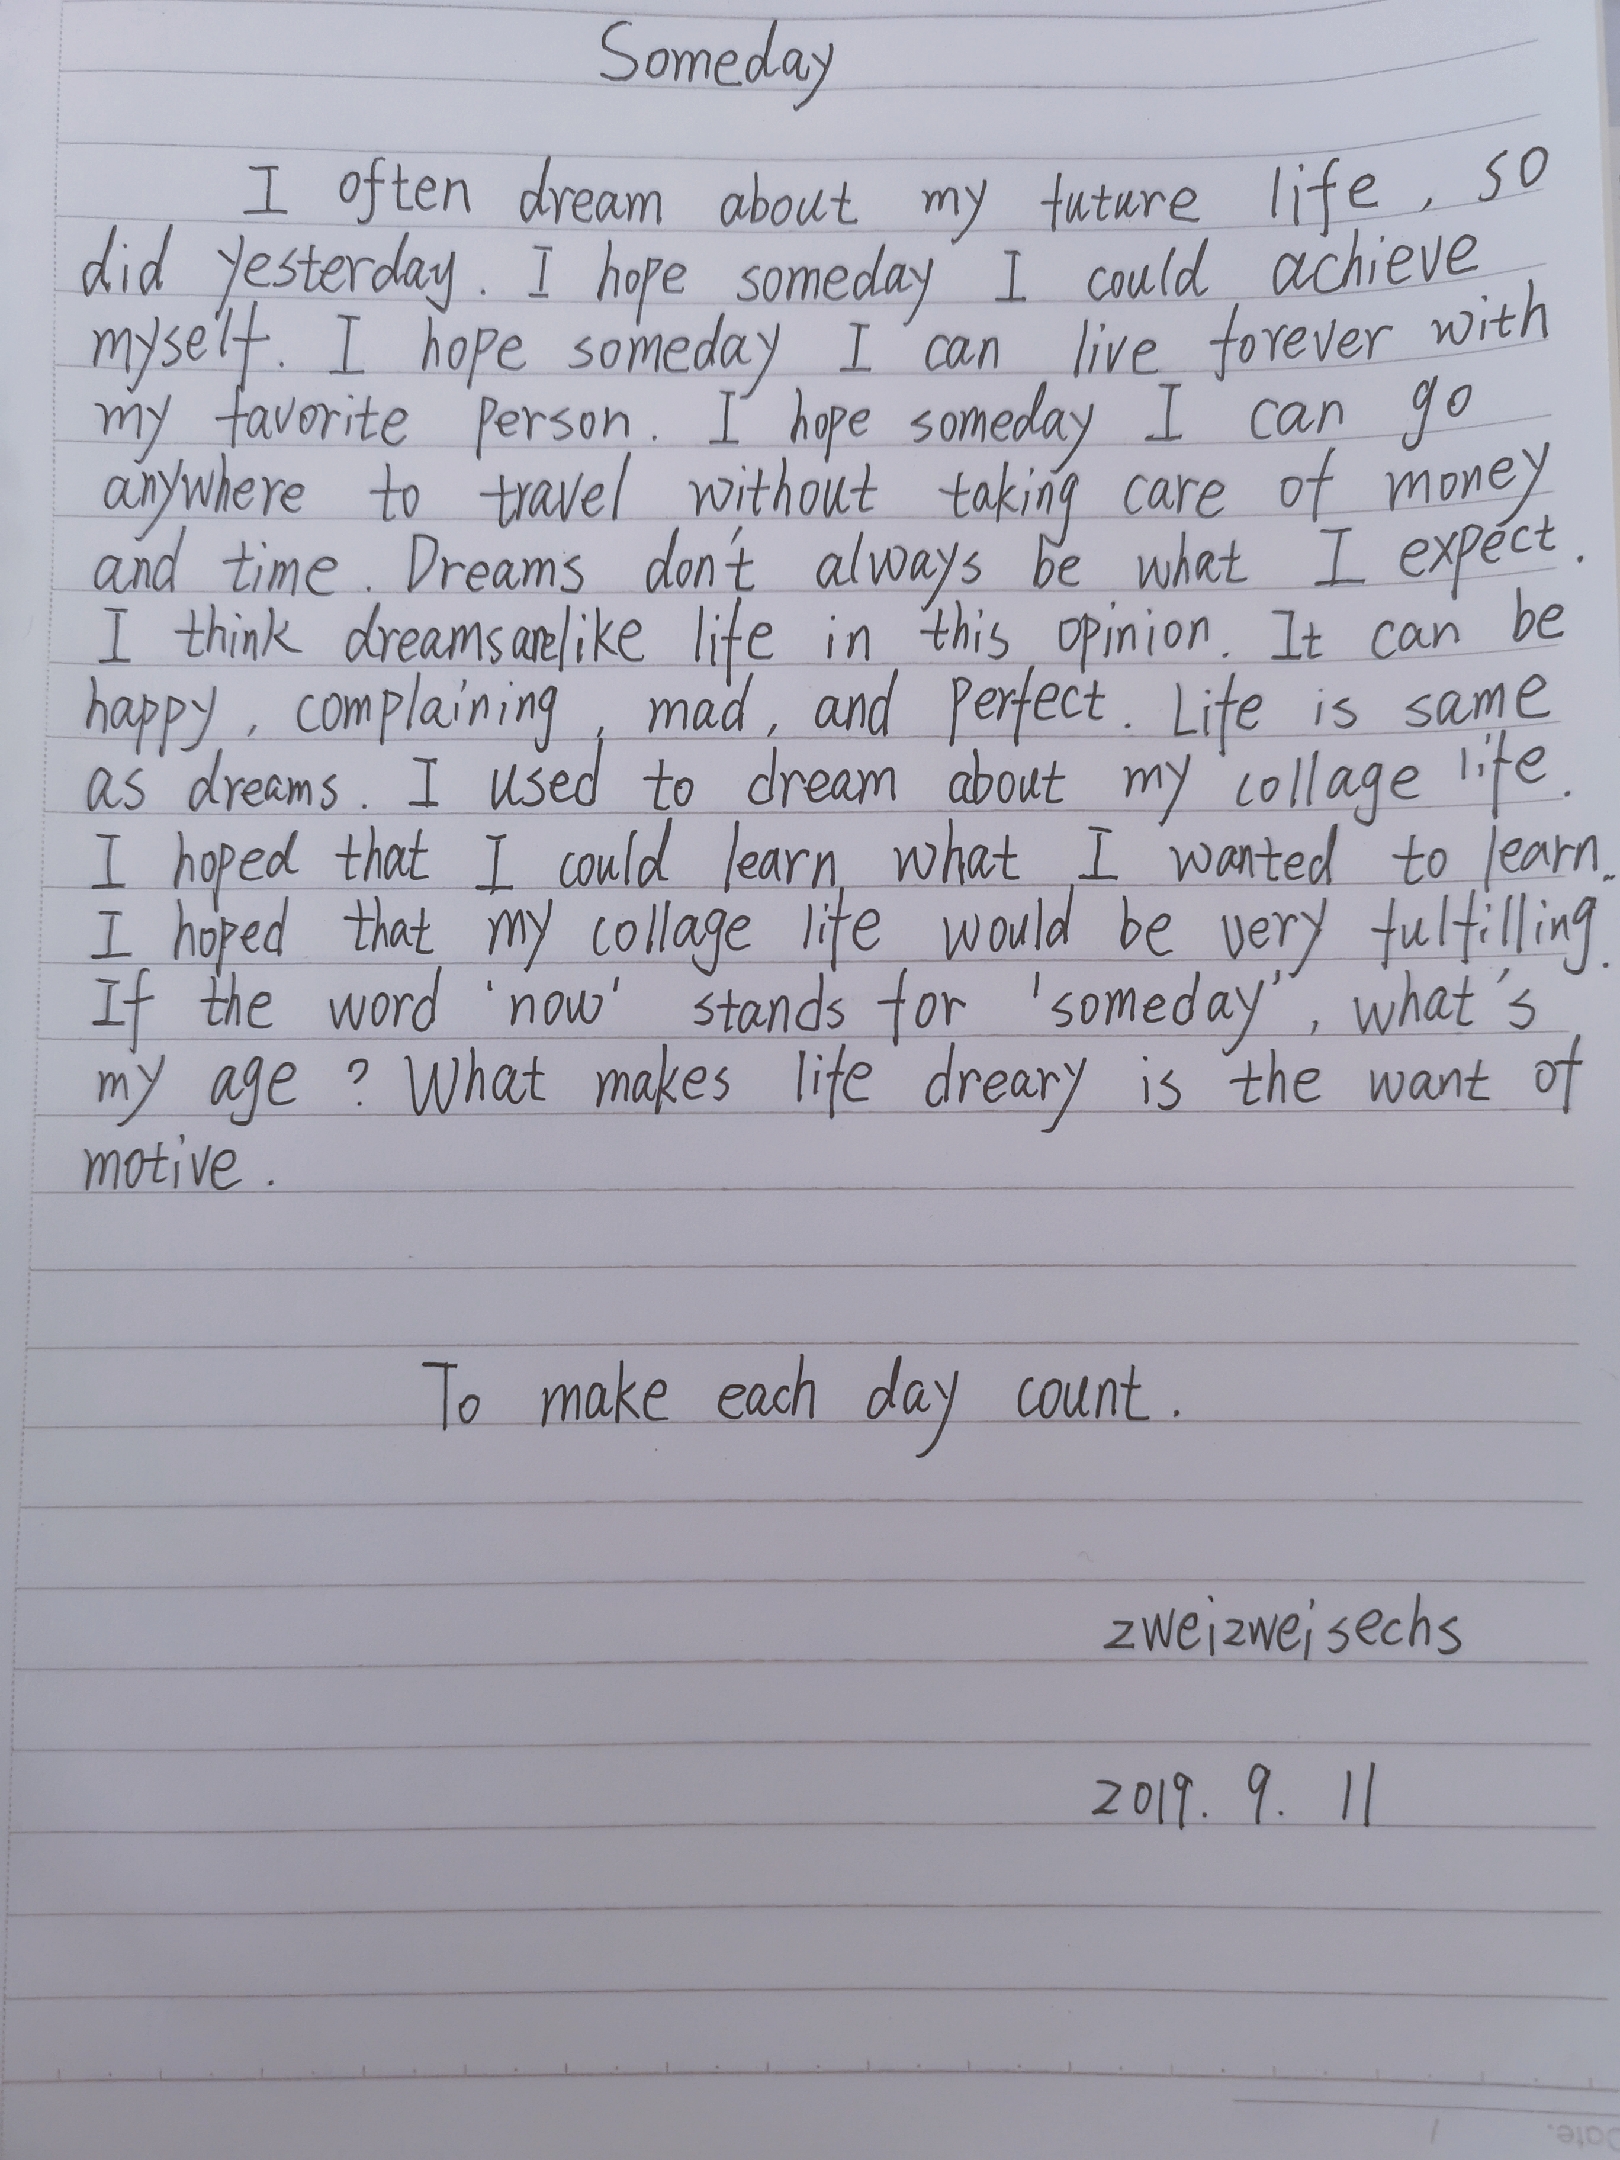 Someday
I often dream about my future life, so
did yesterday. I hope someday I could achieve
myself. I hope someday I can live forever with
my favorite person. I hope someday I can go
anywhere to travel without taking care of money
and time. Dreams don't always be what I expect.
I think dreams are like life in this opinion. It can be
happy, complaining, mad, and perfect. Life is same
as dreams. I used to dream about my collage life.
I hoped that I could learn what I wanted to learn.
I hoped that my collage life would be very fulfilling.
If the word 'now' stands for 'someday', what's
my age? What makes life dreary is the want of
motive.
To make each day count.
zweizweisechs
2019. 9. 11
Date.